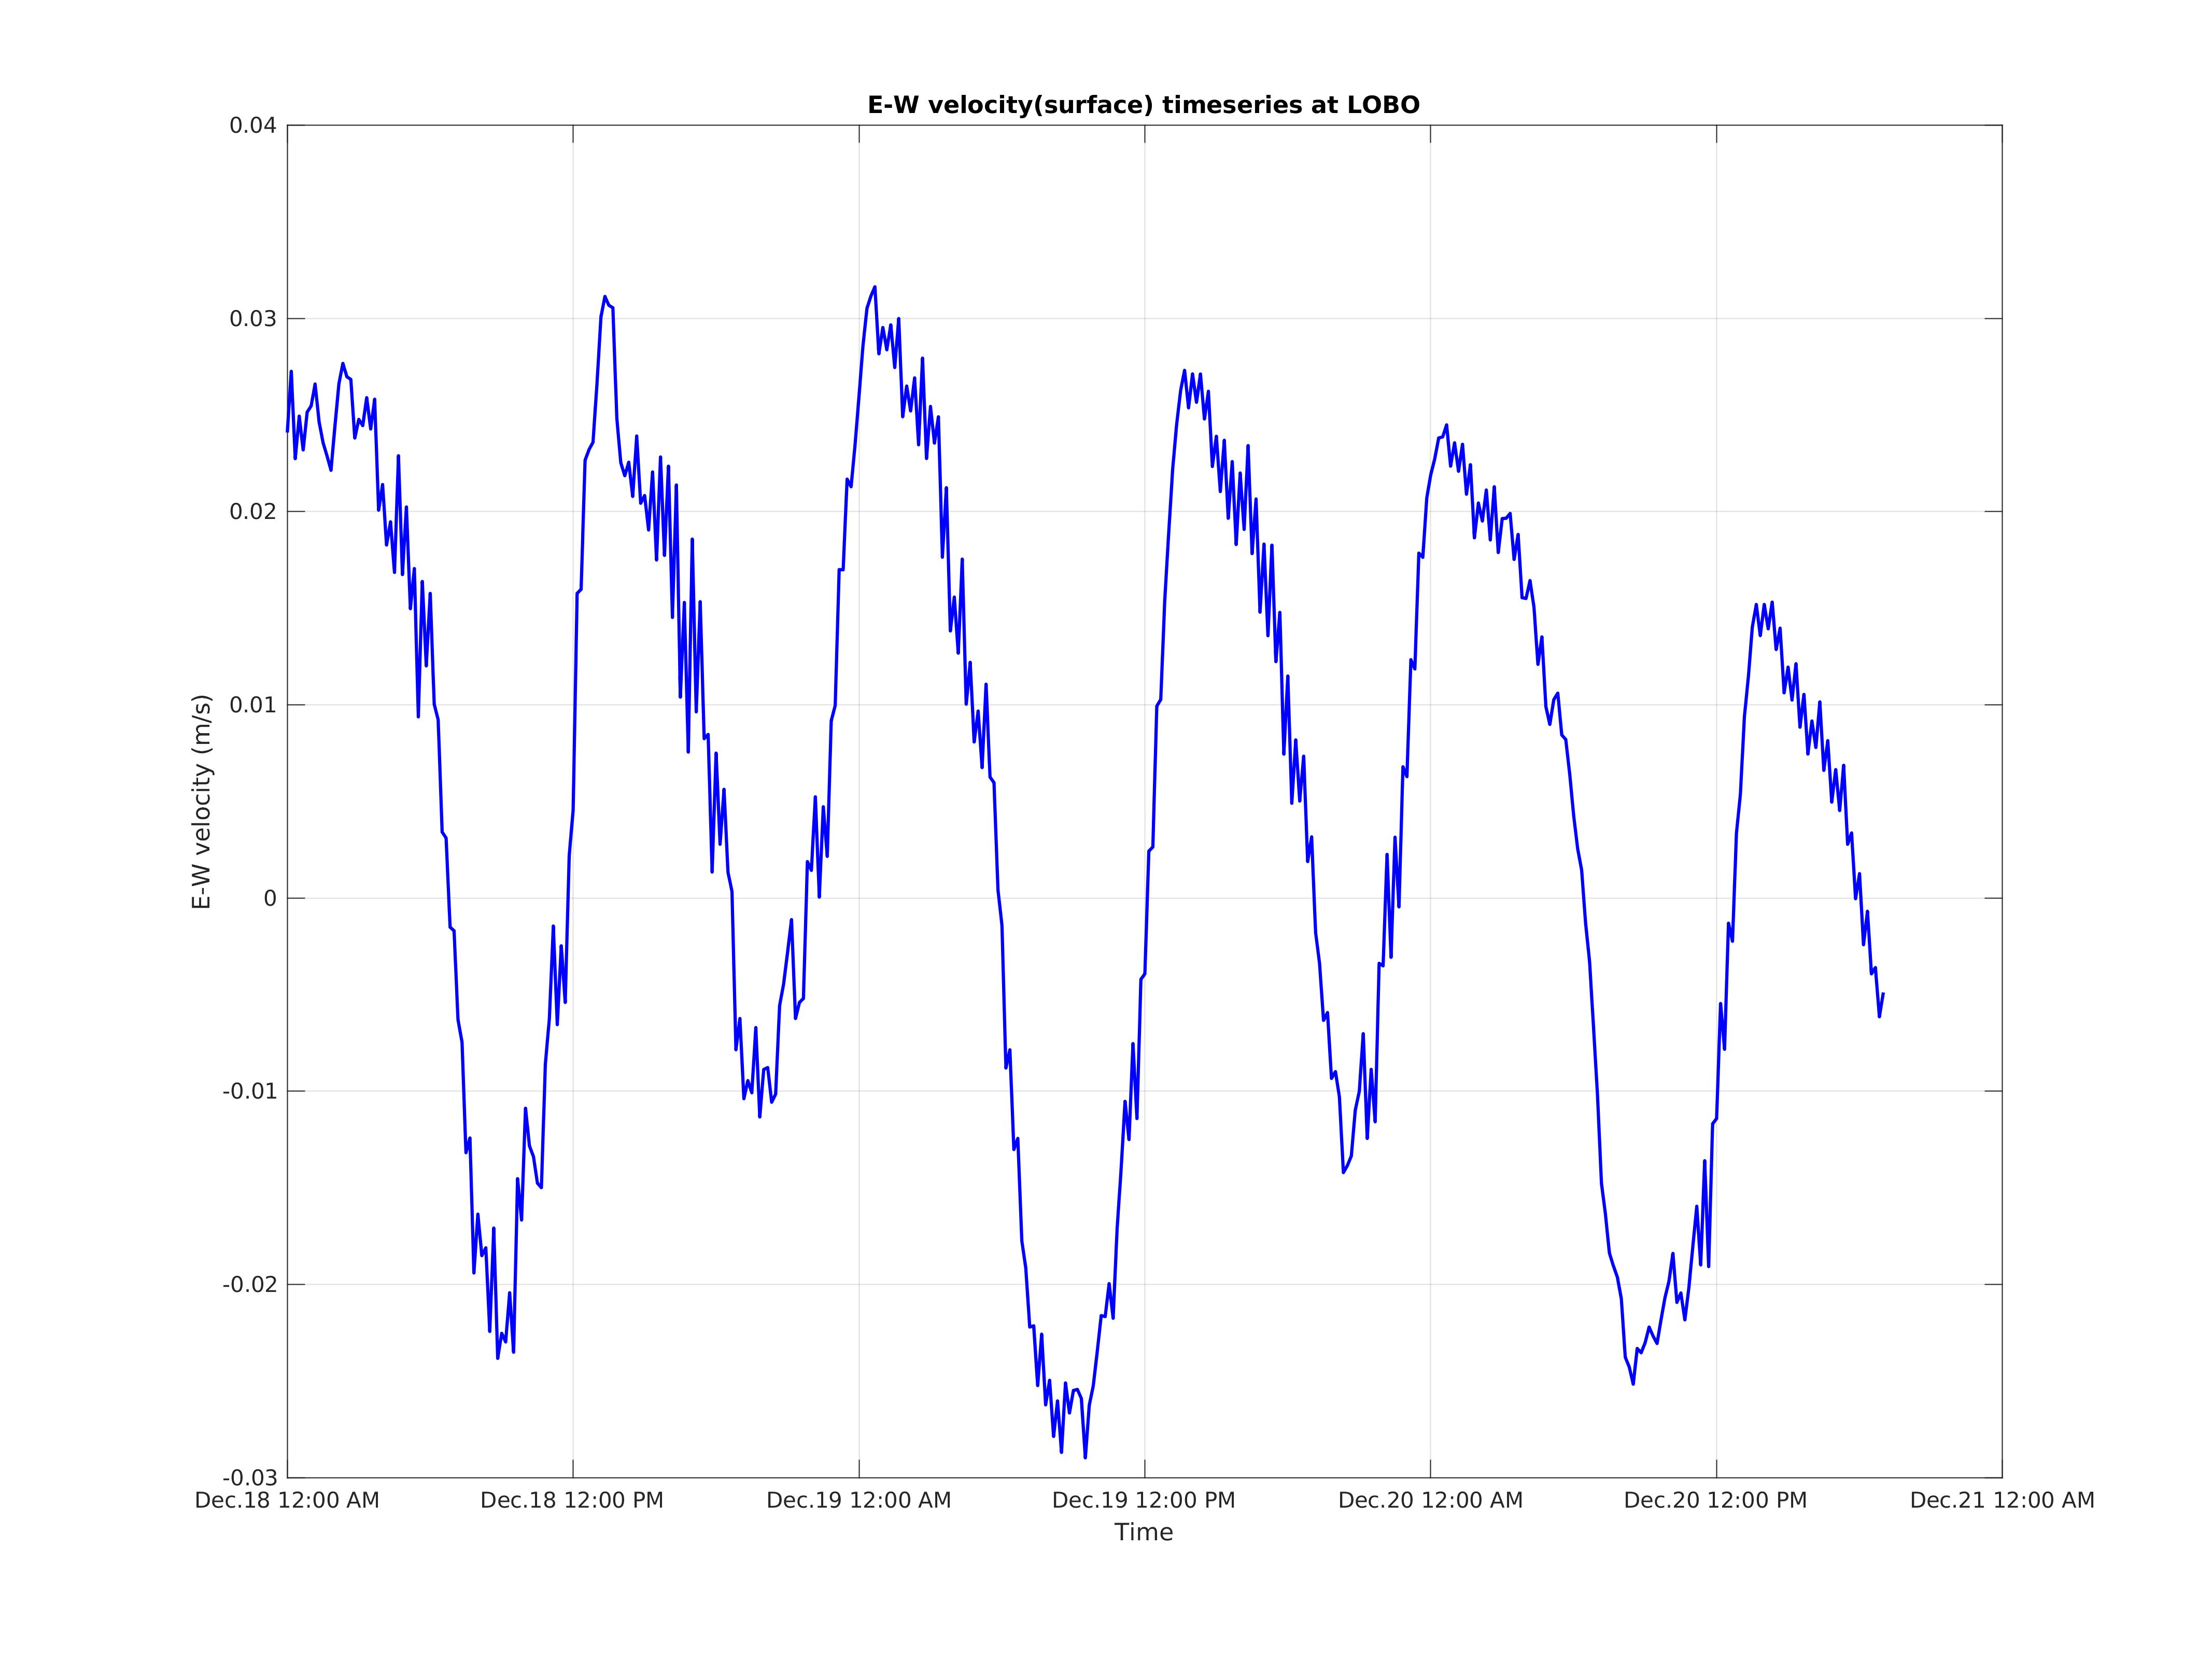 E-W velocity(surface) timeseries at LOBO
0.04
0.03
0.02
0.01
0
-0.01
-0.02
-0.03
E-W velocity (m/s)
Dec.18 12:00 AM Dec.18 12:00 PM Dec.19 12:00 AM Dec.19 12:00 PM Dec.20 12:00 AM Dec.20 12:00 PM Dec.21 12:00 AM
Time